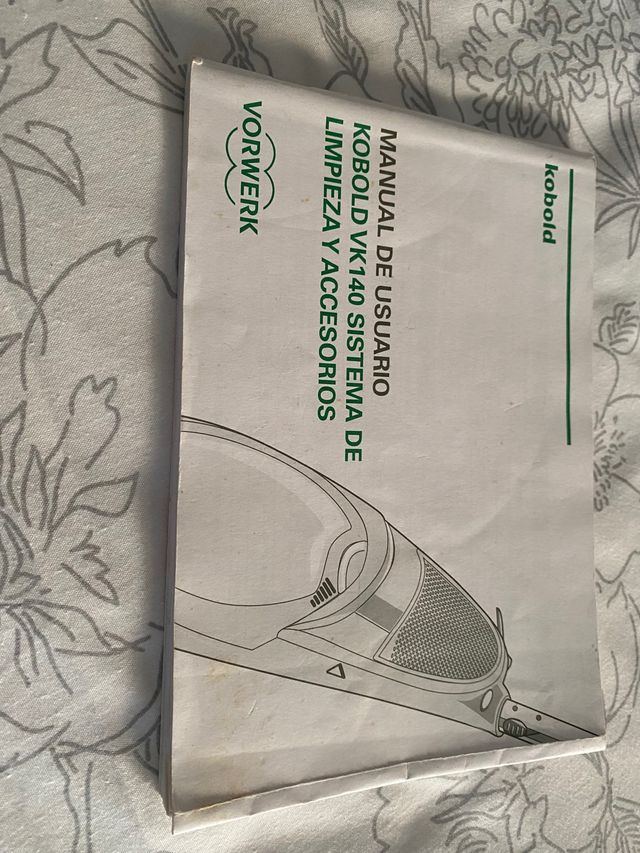 kobold
MANUAL DE USUARIO
KOBOLD VK140 SISTEMA DE
LIMPIEZA Y ACCESORIOS
VORWERK